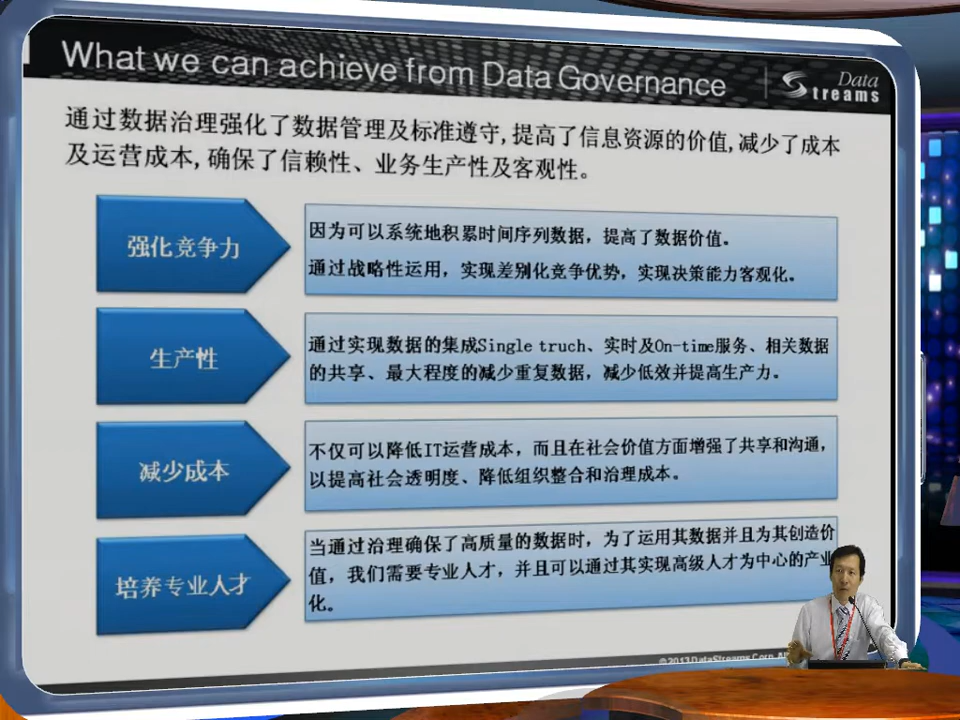 What we can achieve from Data Governance
Data
Streams
通过数据治理强化了数据管理及标准遵守,提高了信息资源的价值,减少了成本
及运营成本,确保了信赖性、业务生产性及客观性。
强化竞争力
因为可以系统地积累时间序列数据，提高了数据价值。
通过战略性运用，实现差别化竞争优势，实现决策能力客观化。
生产性
通过实现数据的集成Single truch、实时及On-time服务、相关数据
的共享、最大程度的减少重复数据，减少低效并提高生产力。
减少成本
不仅可以降低IT运营成本，而且在社会价值方面增强了共享和沟通，
以提高社会透明度、降低组织整合和治理成本。
培养专业人才
当通过治理确保了高质量的数据时，为了运用其数据并且为其创造价
值，我们需要专业人才，并且可以通过其实现高级人才为中心的产业
化。
©2013 DataStreams Corp.